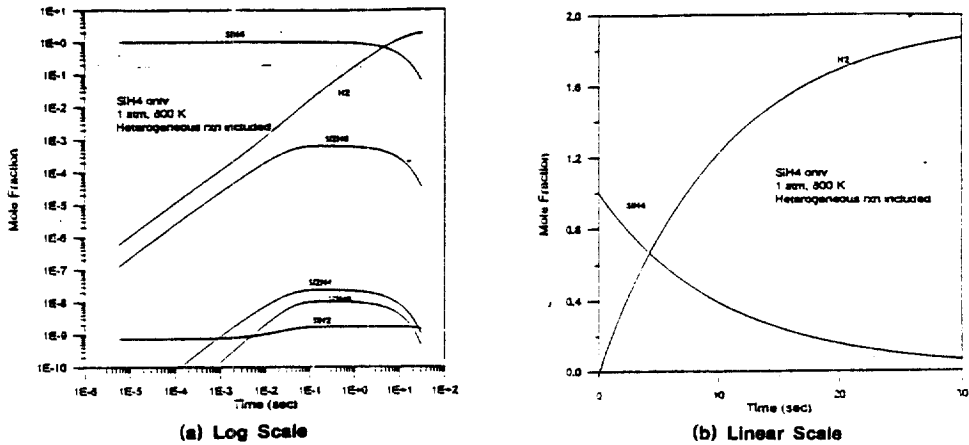 1E+1
1E+0
1E-1
1E-2
1E-3
1E-4
1E-5
1E-6
1E-7
1E-8
1E-9
1E-10
Mole Fraction
SiH4
H2
SiH4 only
1 atm, 800 K
Heterogeneous rxn included
Si2H6
Si2H4
SiH2
1E-6
1E-5
1E-4
1E-3
1E-2
1E-1
1E+0
1E+1
1E+2
Time (sec)
(a) Log Scale
2.0
1.6
1.2
0.8
0.4
0.0
Mole Fraction
H2
SiH4 only
1 atm, 800 K
Heterogeneous rxn included
SiH4
0
10
20
30
Time (sec)
(b) Linear Scale